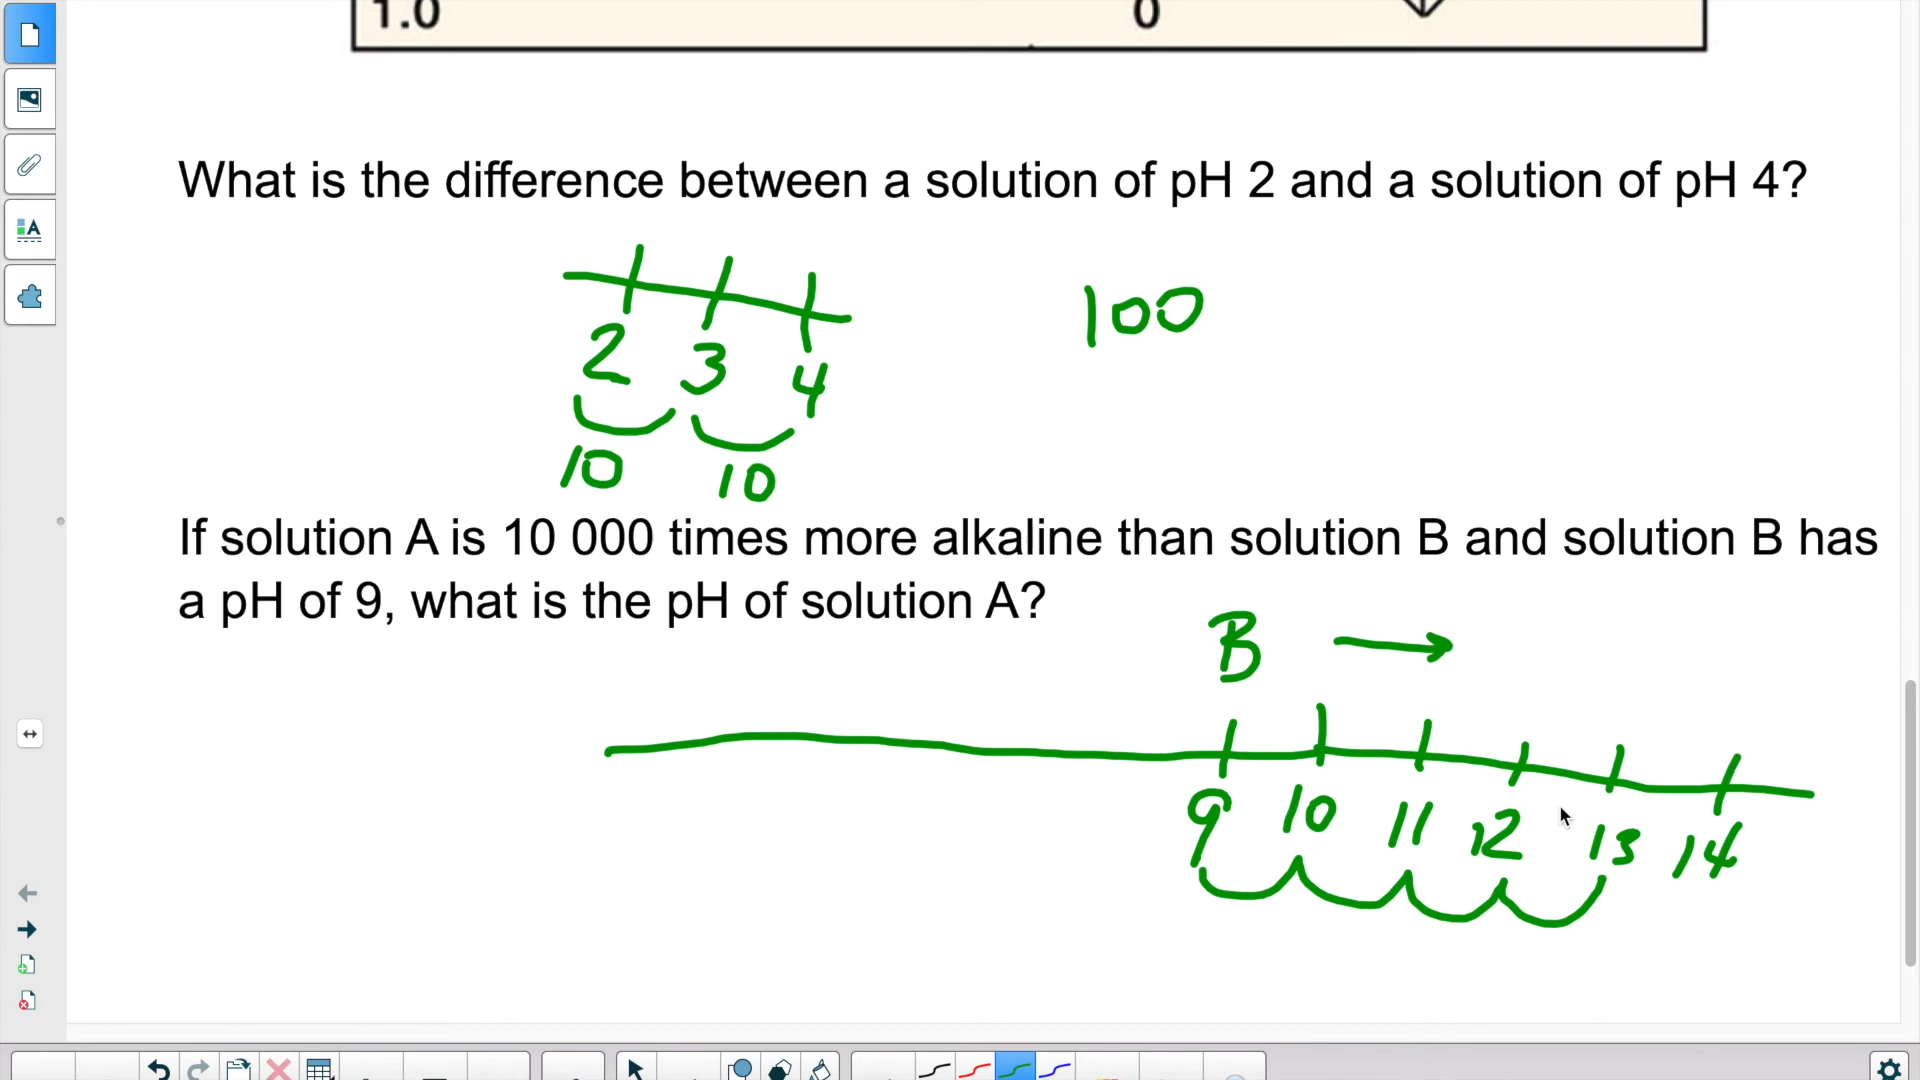 1.0 0
What is the difference between a solution of pH 2 and a solution of pH 4?
100
2 3 4
10 10
If solution A is 10 000 times more alkaline than solution B and solution B has
a pH of 9, what is the pH of solution A?
B
9 10 11 12 13 14